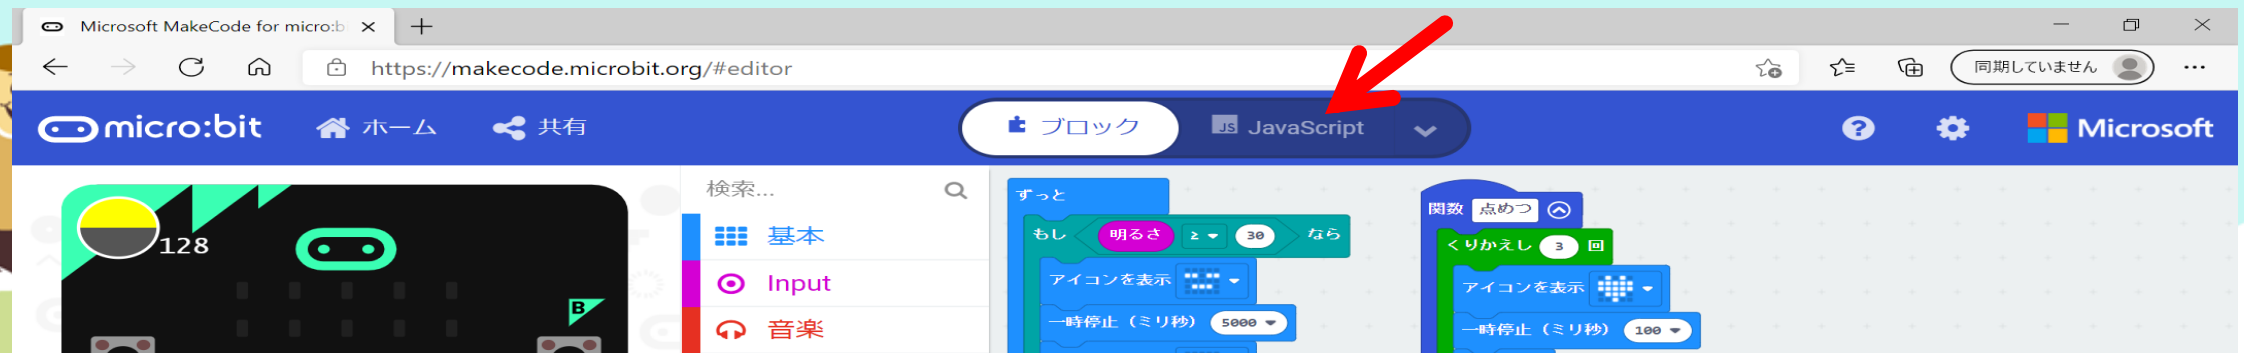 Microsoft MakeCode for micro:b
https://makecode.microbit.org/#editor
同期していません
micro:bit ホーム 共有 ブロック JS JavaScript ? Microsoft
128
B
検索...
基本
Input
音楽
ずっと
もし 明るさ ≥ 30 なら
アイコンを表示
一時停止（ミリ秒） 5000
関数 点めつ
くりかえし 3 回
アイコンを表示
一時停止（ミリ秒） 100